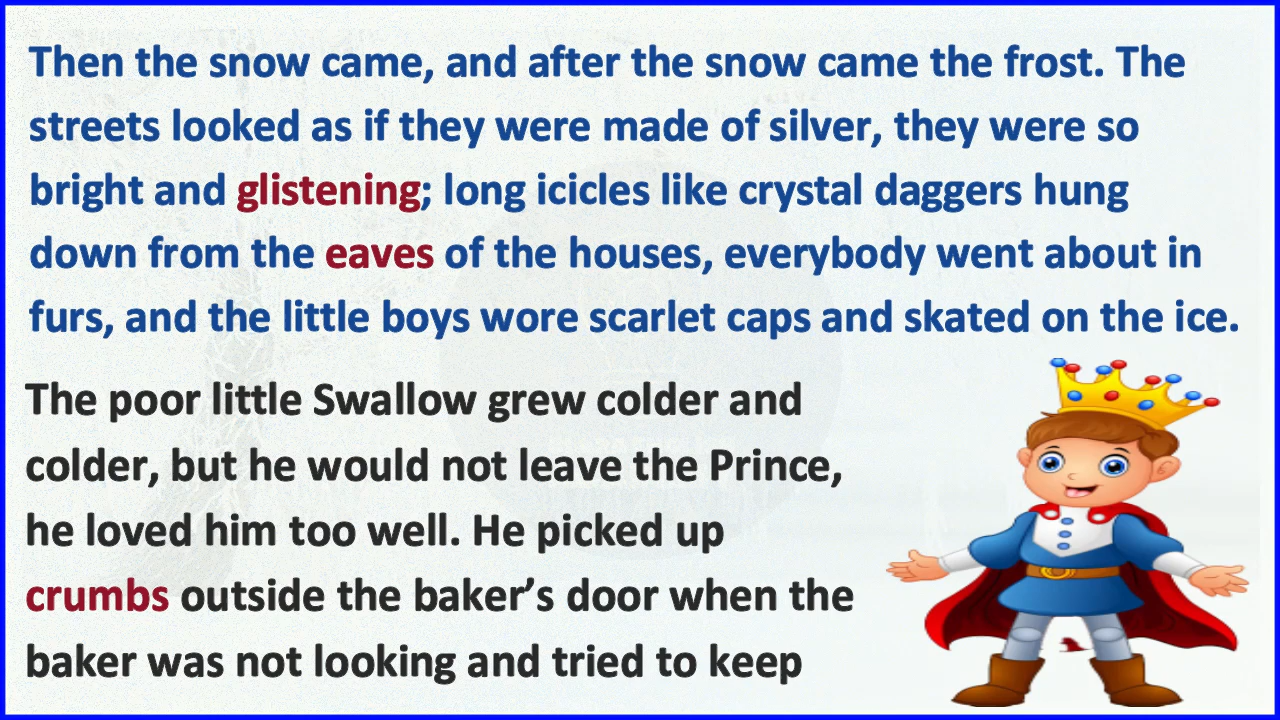 Then the snow came, and after the snow came the frost. The
streets looked as if they were made of silver, they were so
bright and glistening; long icicles like crystal daggers hung
down from the eaves of the houses, everybody went about in
furs, and the little boys wore scarlet caps and skated on the ice.
The poor little Swallow grew colder and
colder, but he would not leave the Prince,
he loved him too well. He picked up
crumbs outside the baker’s door when the
baker was not looking and tried to keep